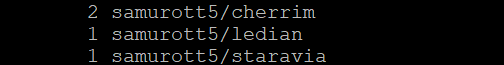 2 samurott5/cherrim
1 samurott5/ledian
1 samurott5/staravia